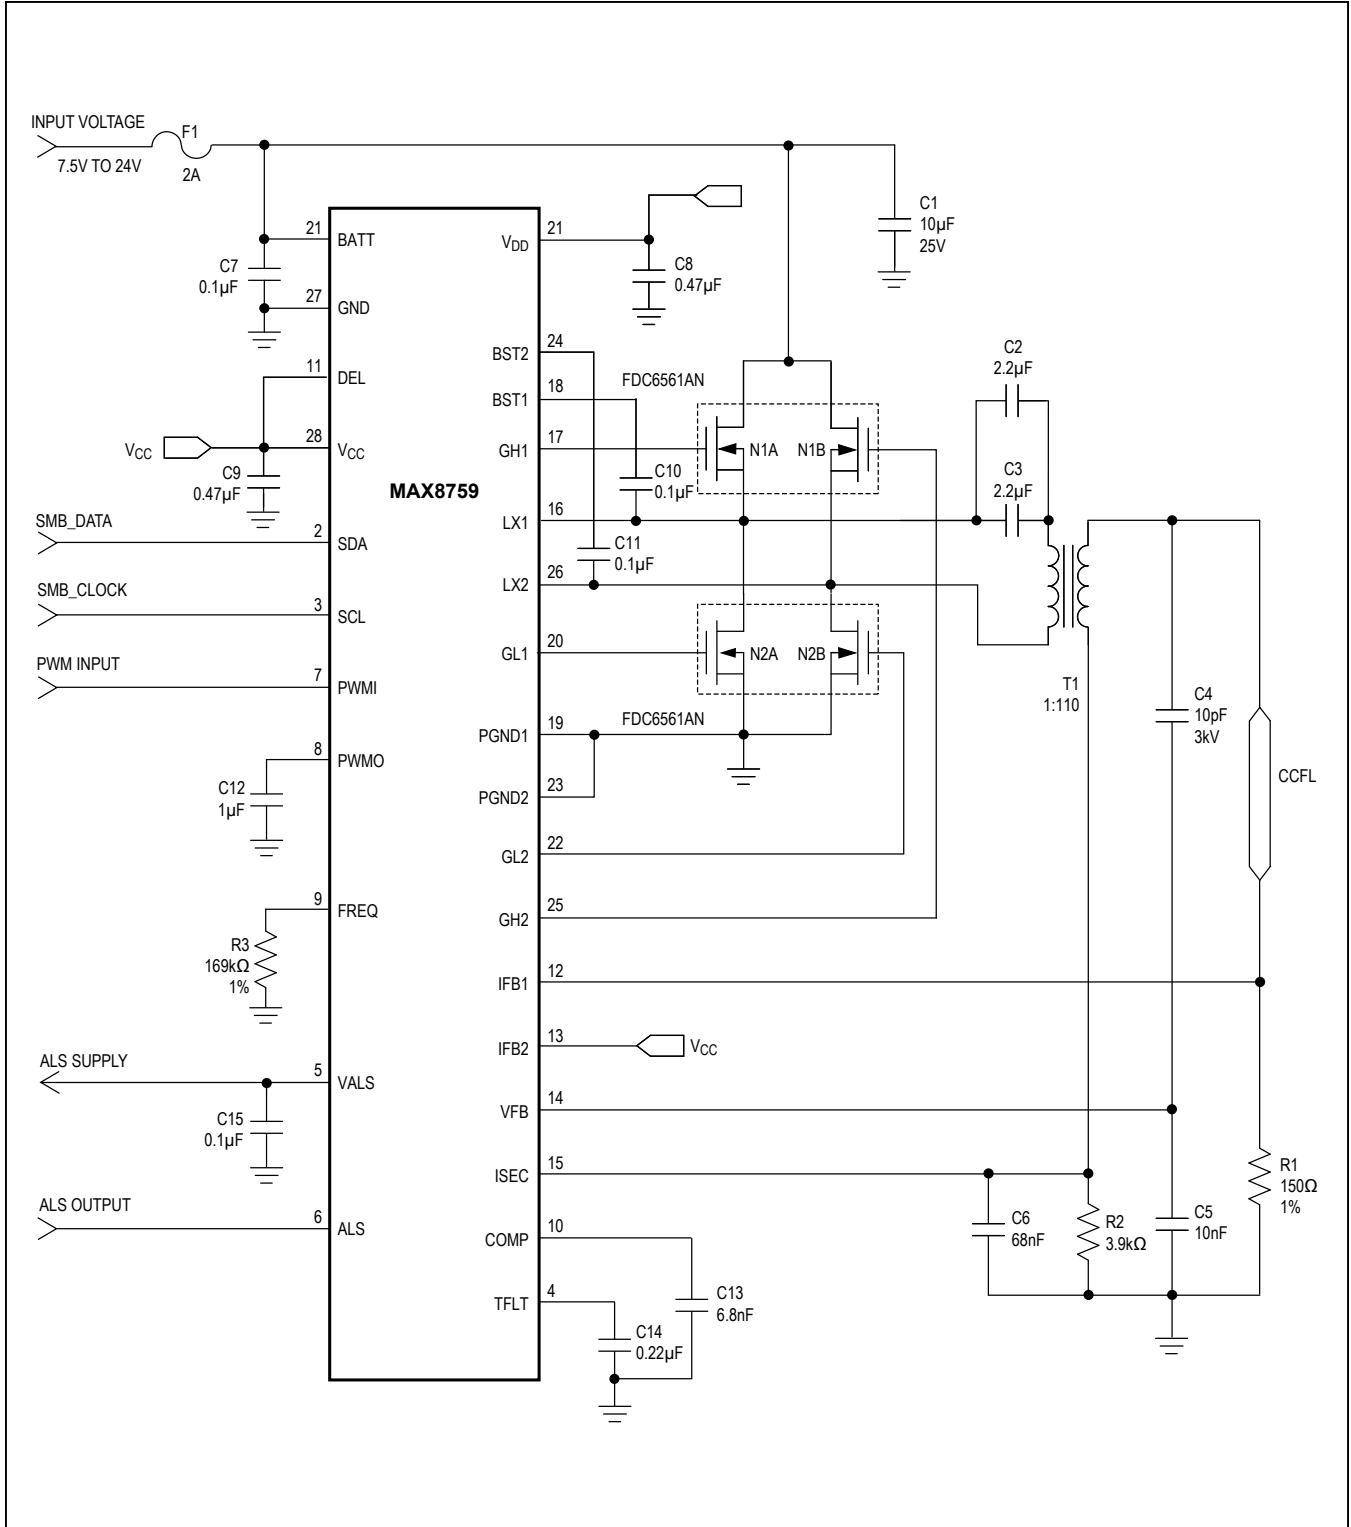 INPUT VOLTAGE
7.5V TO 24V
F1
2A
C1
10µF
25V
21
BATT
VDD
21
C7
0.1µF
C8
0.47µF
27
GND
BST2
24
11
DEL
BST1
18
FDC6561AN
C2
2.2µF
VCC
28
VCC
GH1
17
N1A
N1B
C9
0.47µF
MAX8759
C10
0.1µF
C3
2.2µF
SMB_DATA
2
SDA
LX1
16
C11
0.1µF
SMB_CLOCK
3
SCL
LX2
26
PWM INPUT
7
PWMI
GL1
20
N2A
N2B
T1
1:110
C4
10pF
3kV
CCFL
8
PWMO
PGND1
19
FDC6561AN
C12
1µF
PGND2
23
GL2
22
9
FREQ
GH2
25
R3
169kΩ
1%
IFB1
12
IFB2
13
VCC
ALS SUPPLY
5
VALS
VFB
14
C15
0.1µF
ISEC
15
R1
150Ω
1%
ALS OUTPUT
6
ALS
COMP
10
C6
68nF
R2
3.9kΩ
C5
10nF
TFLT
4
C13
6.8nF
C14
0.22µF